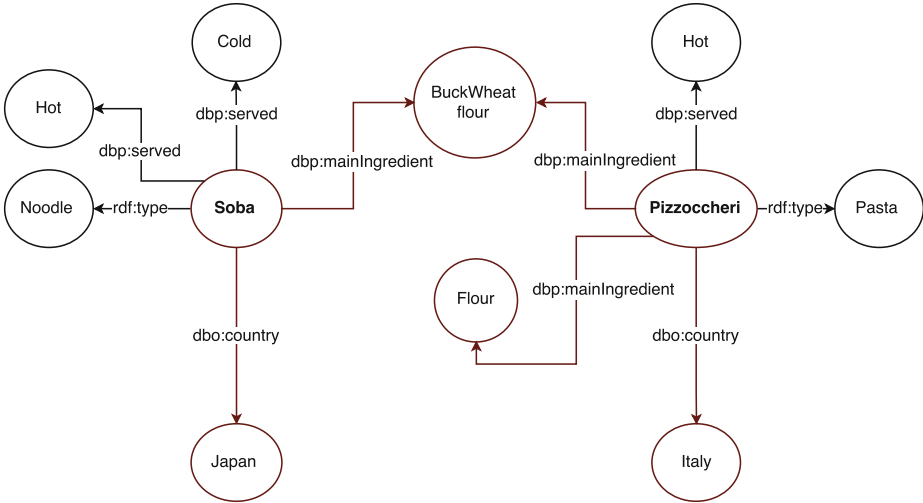 Cold
Hot
BuckWheat
flour
Hot
dbp:served
dbp:served
dbp:served
dbp:mainIngredient
dbp:mainIngredient
Noodle
rdf:type
Soba
Pizzoccheri
rdf:type
Pasta
Flour
dbp:mainIngredient
dbo:country
dbo:country
Japan
Italy